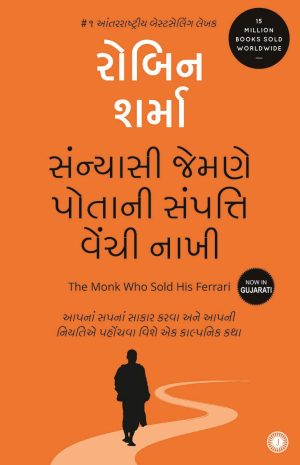 # ૧ આંતરરાષ્ટ્રીય બેસ્ટસેલિંગ લેખક
15
MILLION
BOOKS SOLD
WORLDWIDE
રોબિન
શર્મા
સંન્યાસી જેમણે
પોતાની સંપત્તિ
વેંચી નાખી
The Monk Who Sold His Ferrari
NOW IN
GUJARATI
આપનાં સપનાં સાકાર કરવા અને આપની
નિયતિએ પહોંચવા વિશે એક કાલ્પનિક કથા
J